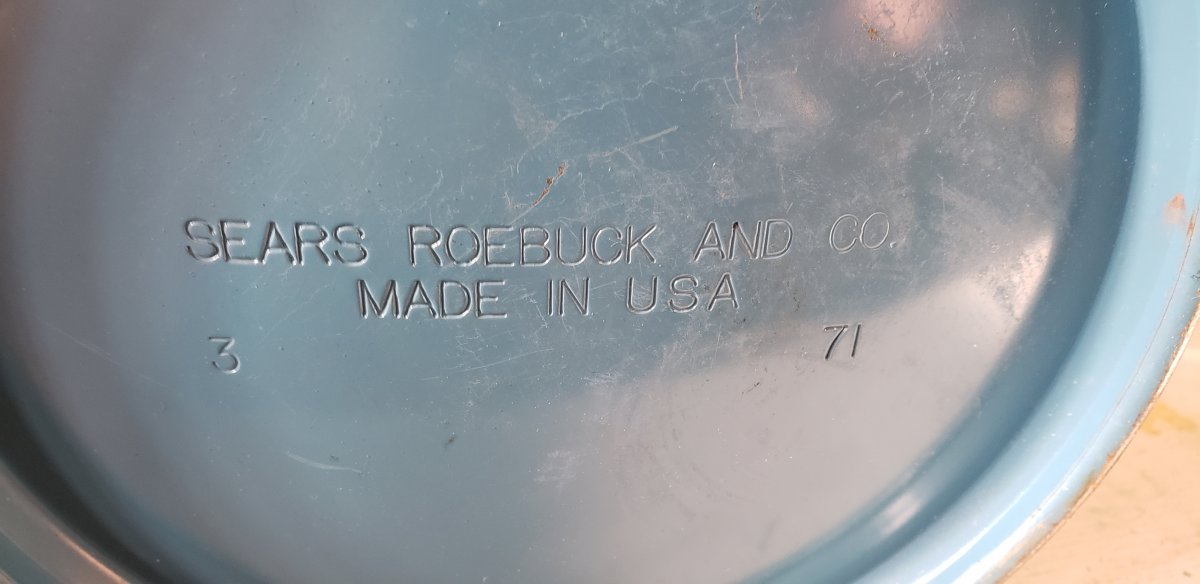 SEARS ROEBUCK AND CO.
MADE IN USA
3 71